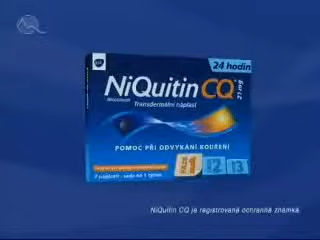 24 hodin
NiQuitin CQ
21 mg
Transdermální náplast
POMOC PŘI ODVYKÁNÍ KOUŘENÍ
FÁZE 1 2 3
NiQuitin CQ je registrovaná ochranná známka.